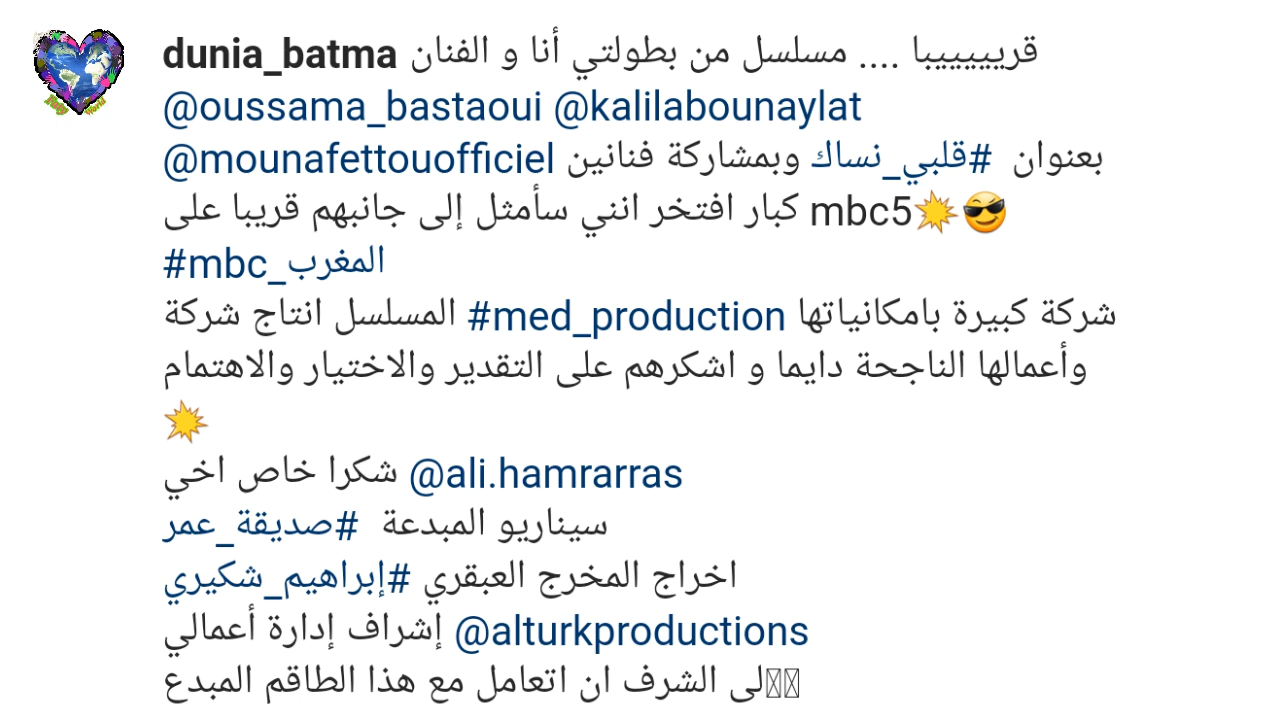 dunia_batma قريبيبيبا .... مسلسل من بطولتي أنا و الفنان
@oussama_bastaoui @kalilabounaylat
@mounafettouofficiel بعنوان #قلبي_نساك وبمشاركة فنانين
كبار افتخر انني سأمثل إلى جانبهم قريبا على mbc5💥😎
#mbc_المغرب
المسلسل انتاج شركة #med_production شركة كبيرة بامكانياتها
وأعمالها الناجحة دايما و اشكرهم على التقدير والاختيار والاهتمام
💥
شكرا خاص اخي @ali.hamrarras
سيناريو المبدعة #صديقة_عمر
اخراج المخرج العبقري #إبراهيم_شكيري
إشراف إدارة أعمالي @alturkproductions
لى الشرف ان اتعامل مع هذا الطاقم المبدع